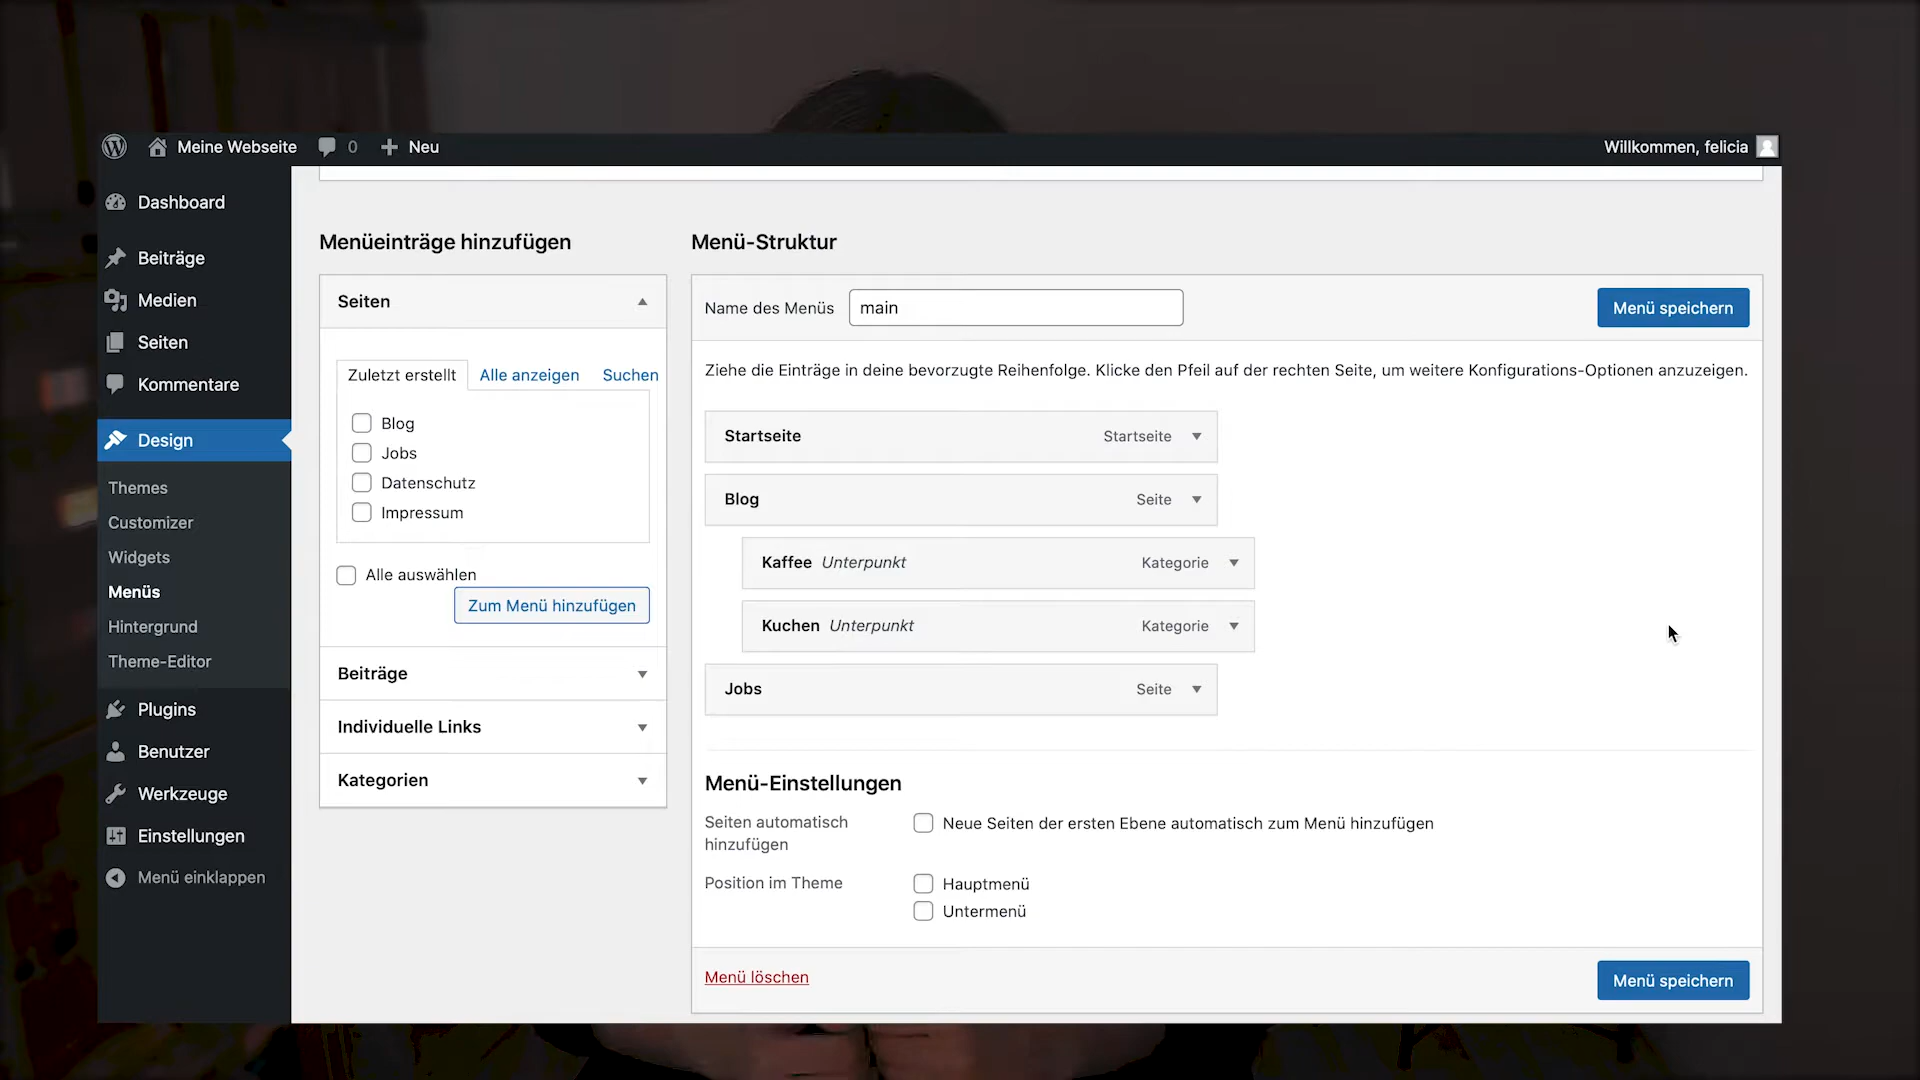 Meine Webseite 0 Neu Willkommen, felicia
Dashboard
Beiträge
Medien
Seiten
Kommentare
Design
Themes
Customizer
Widgets
Menüs
Hintergrund
Theme-Editor
Plugins
Benutzer
Werkzeuge
Einstellungen
Menü einklappen
Menüeinträge hinzufügen
Seiten
Zuletzt erstellt Alle anzeigen Suchen
Blog
Jobs
Datenschutz
Impressum
Alle auswählen
Zum Menü hinzufügen
Beiträge
Individuelle Links
Kategorien
Menü-Struktur
Name des Menüs main Menü speichern
Ziehe die Einträge in deine bevorzugte Reihenfolge. Klicke den Pfeil auf der rechten Seite, um weitere Konfigurations-Optionen anzuzeigen.
Startseite Startseite
Blog Seite
Kaffee Unterpunkt Kategorie
Kuchen Unterpunkt Kategorie
Jobs Seite
Menü-Einstellungen
Seiten automatisch
hinzufügen
Neue Seiten der ersten Ebene automatisch zum Menü hinzufügen
Position im Theme
Hauptmenü
Untermenü
Menü löschen Menü speichern